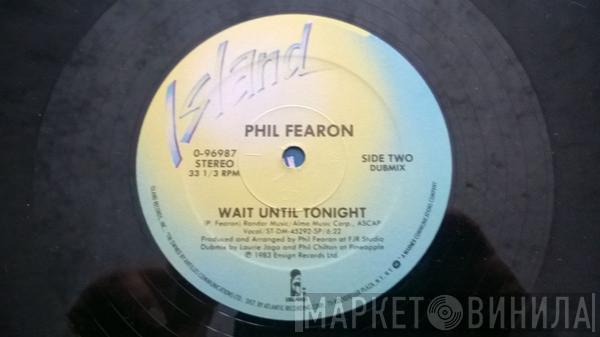 Island
PHIL FEARON
0-96987
STEREO
33 1/3 RPM
SIDE TWO
DUBMIX
WAIT UNTIL TONIGHT
(P. Fearon) Rondor Music/Almo Music Corp., ASCAP
Vocal/ST-DM-45292-SP/6:22
Produced and Arranged by Phil Fearon at FJR Studio
Dubmix by Laurie Jago and Phil Chilton at Pineapple
℗ 1983 Ensign Records Ltd.
ISLAND
МАРКЕТ ВИНИЛА